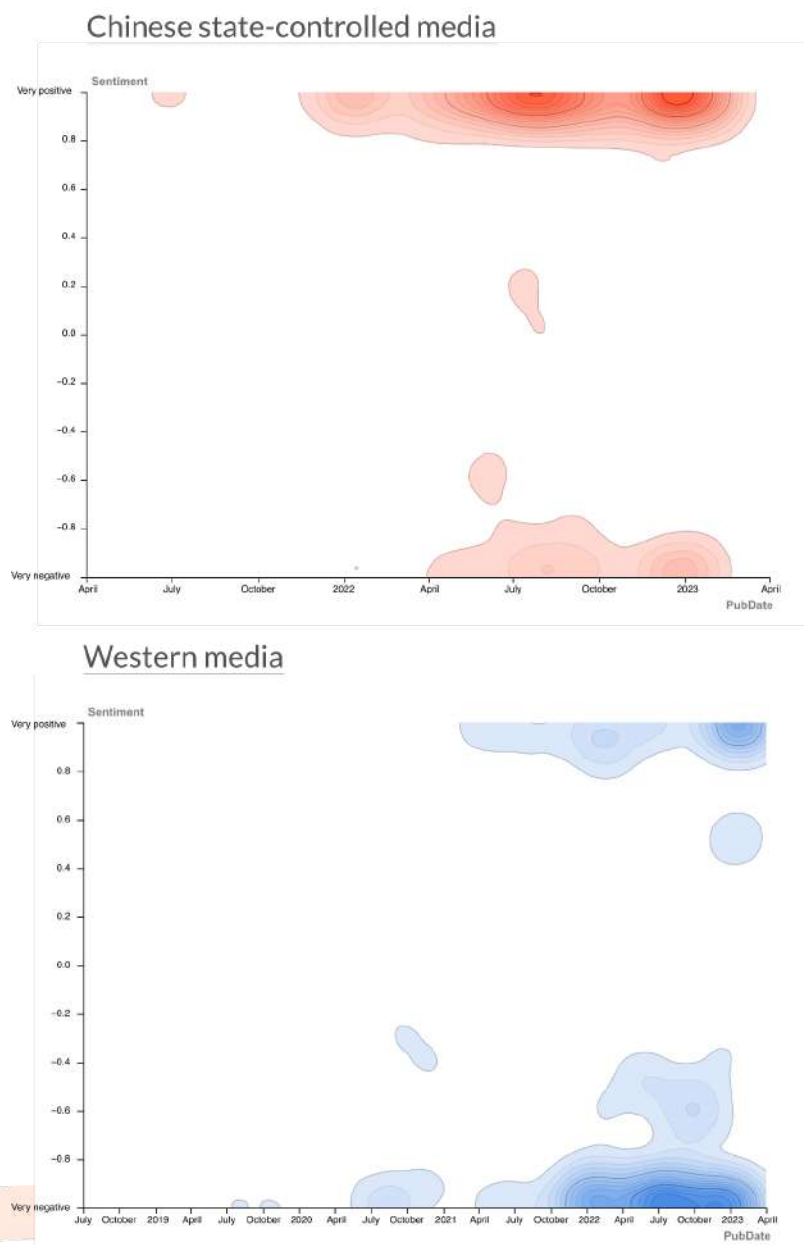 Chinese state-controlled media
Sentiment
Very positive
0.8
0.6
0.4
0.2
0.0
−0.2
−0.4
−0.6
−0.8
Very negative
April July October 2022 April July October 2023 April
PubDate
Western media
Sentiment
Very positive
0.8
0.6
0.4
0.2
0.0
−0.2
−0.4
−0.6
−0.8
Very negative
July October 2019 April July October 2020 April July October 2021 April July October 2022 April July October 2023 April
PubDate